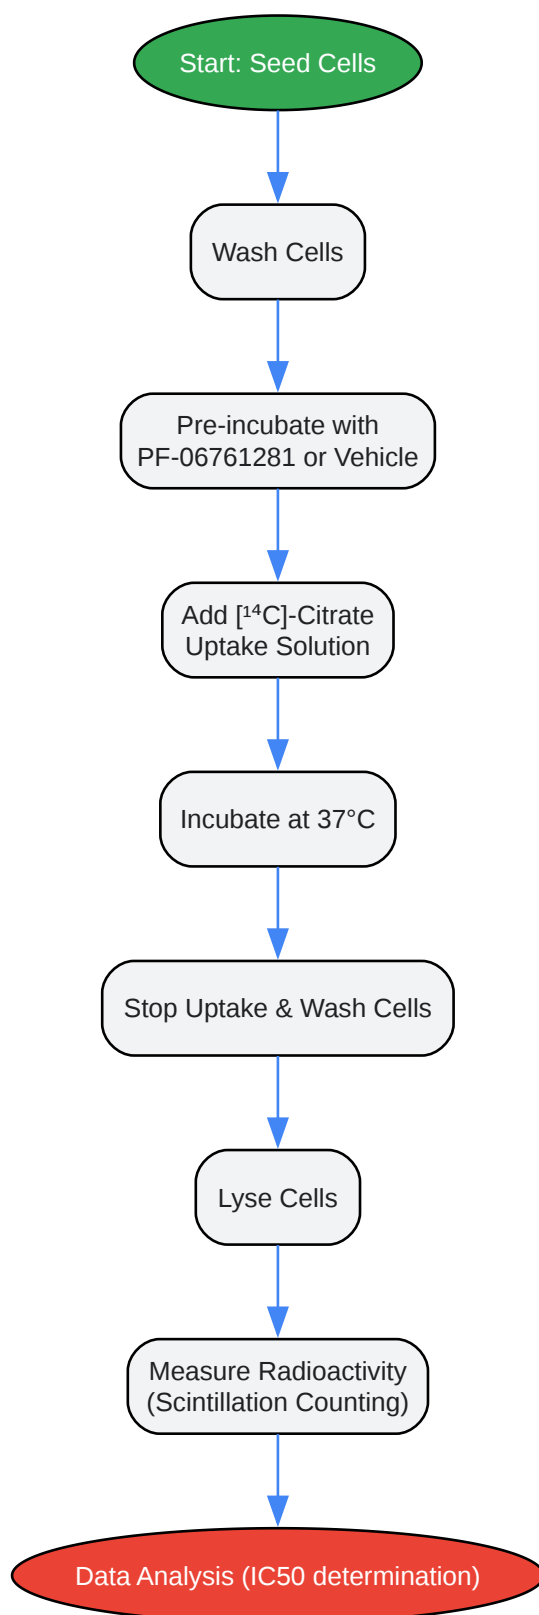 Start: Seed Cells
Wash Cells
Pre-incubate with
PF-06761281 or Vehicle
Add [¹⁴C]-Citrate
Uptake Solution
Incubate at 37°C
Stop Uptake & Wash Cells
Lyse Cells
Measure Radioactivity
(Scintillation Counting)
Data Analysis (IC50 determination)